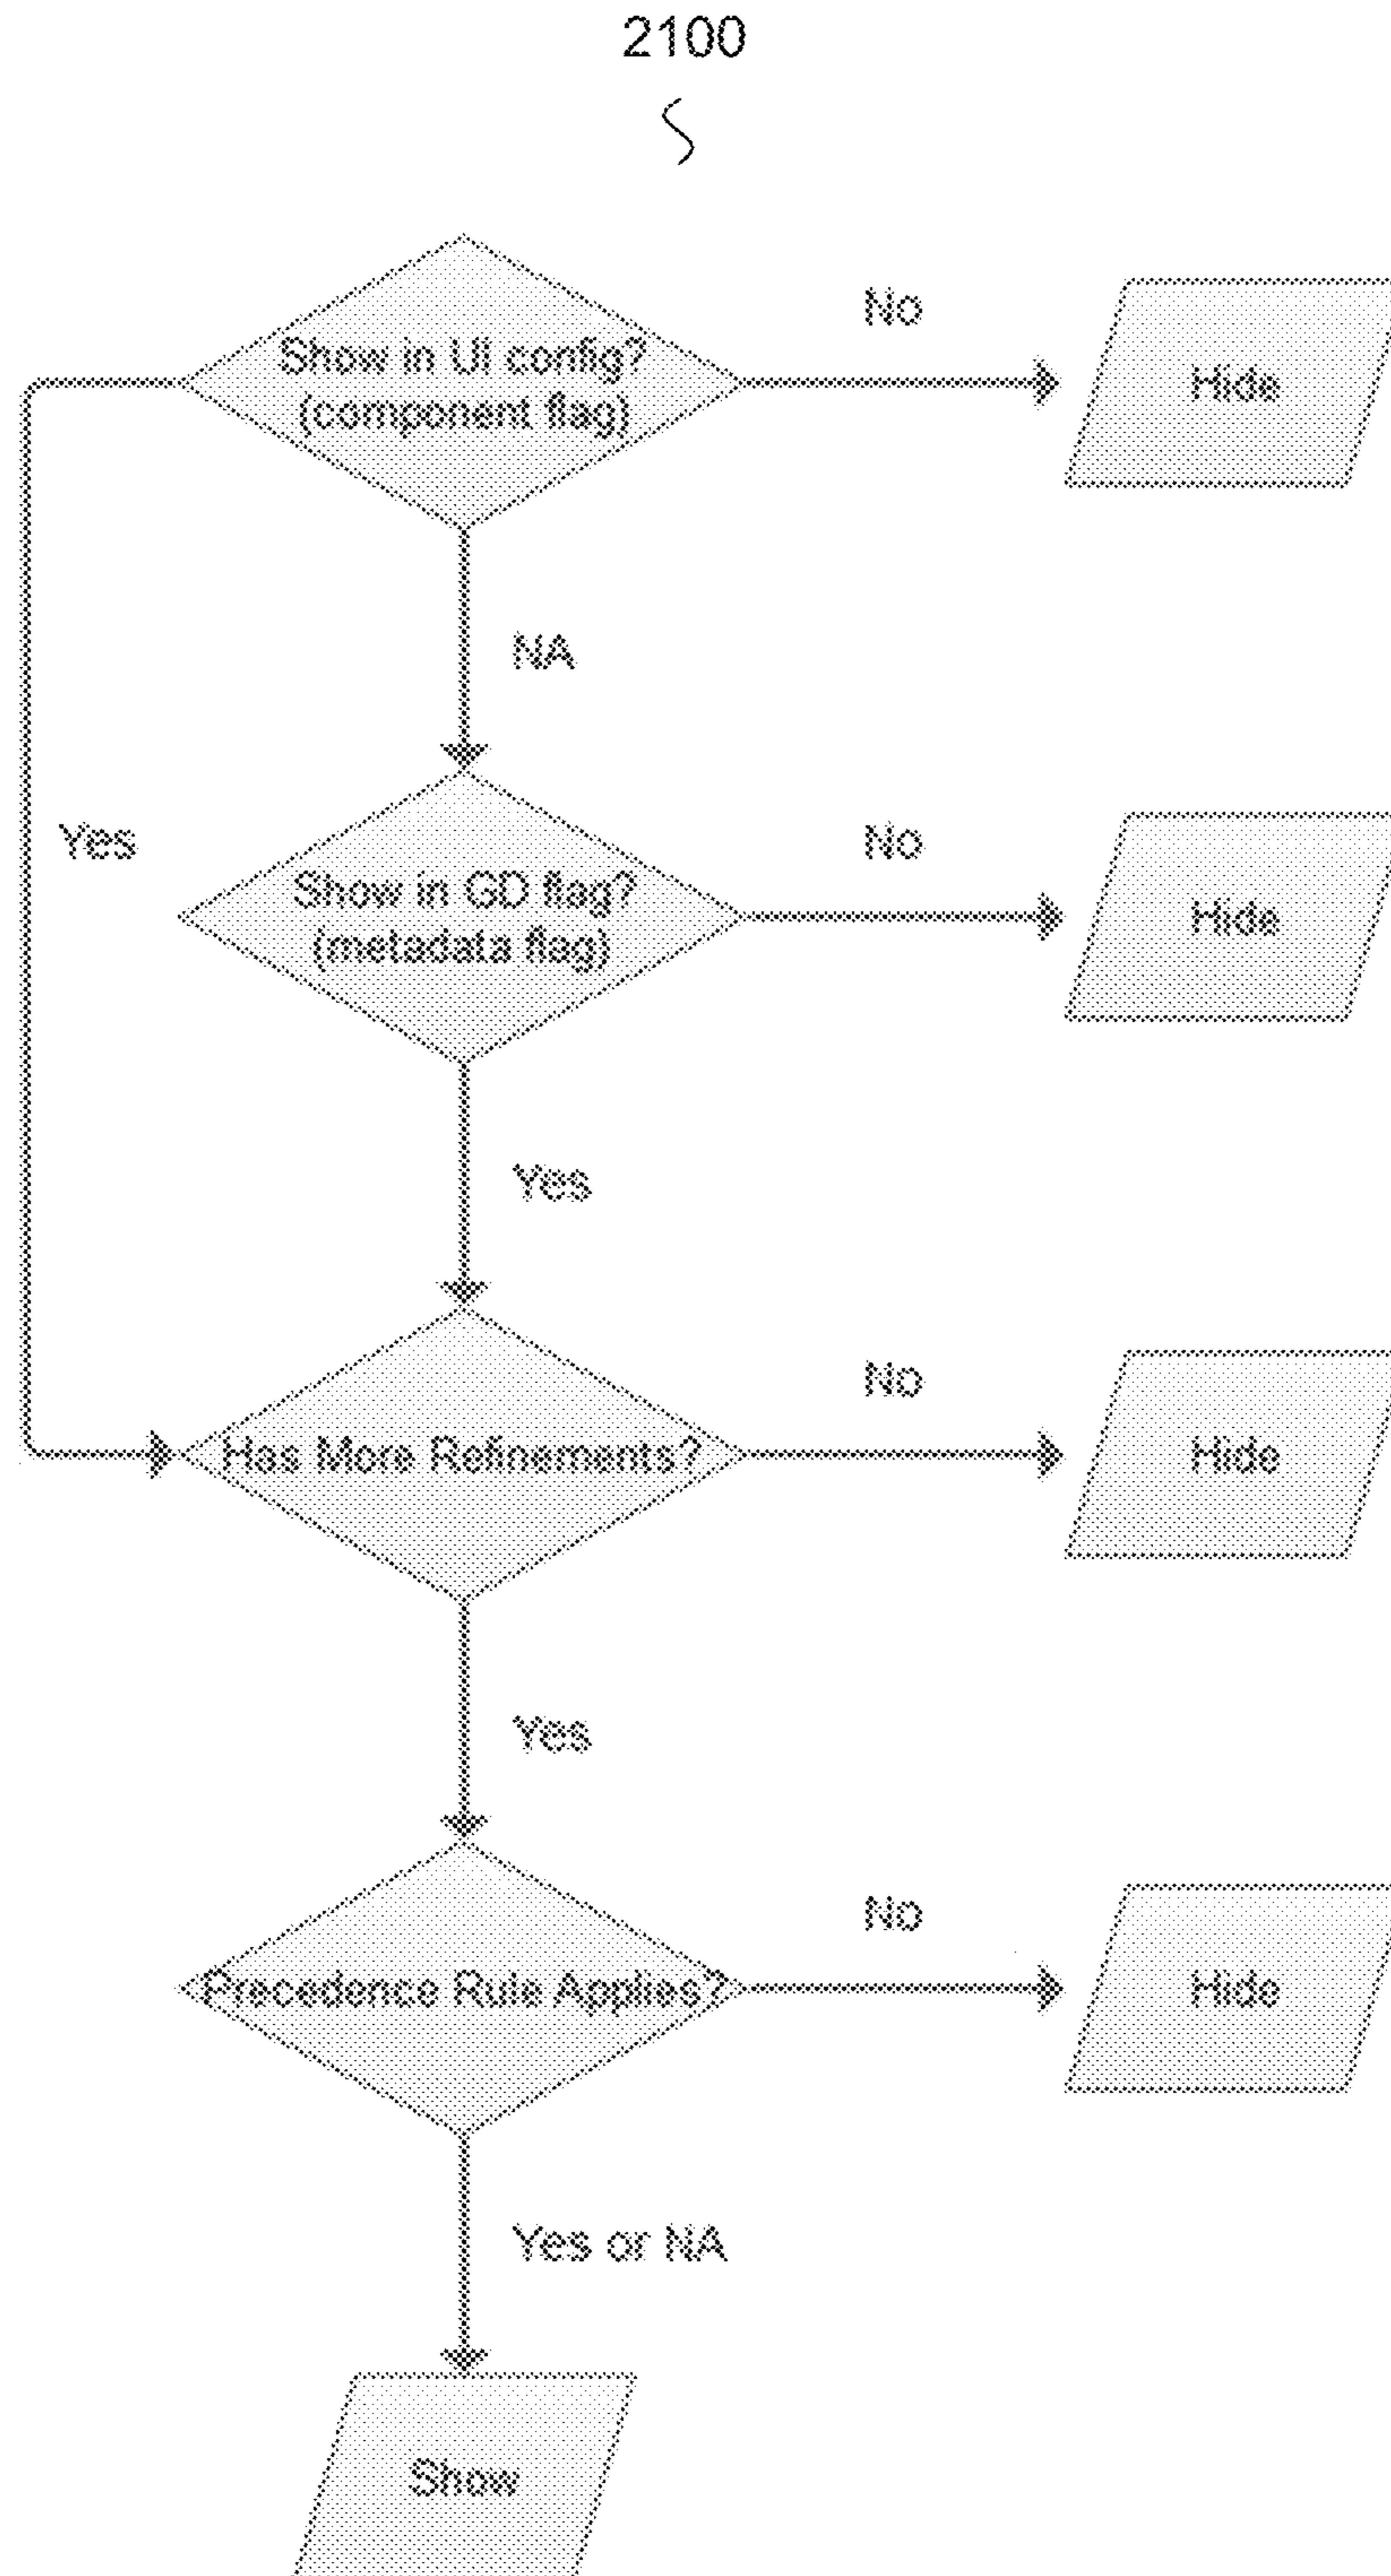 2100
Show in UI config?
(component flag)
No
Hide
NA
Yes
Show in GD flag?
(metadata flag)
No
Hide
Yes
Has More Refinements?
No
Hide
Yes
Precedence Rule Applies?
No
Hide
Yes or NA
Show